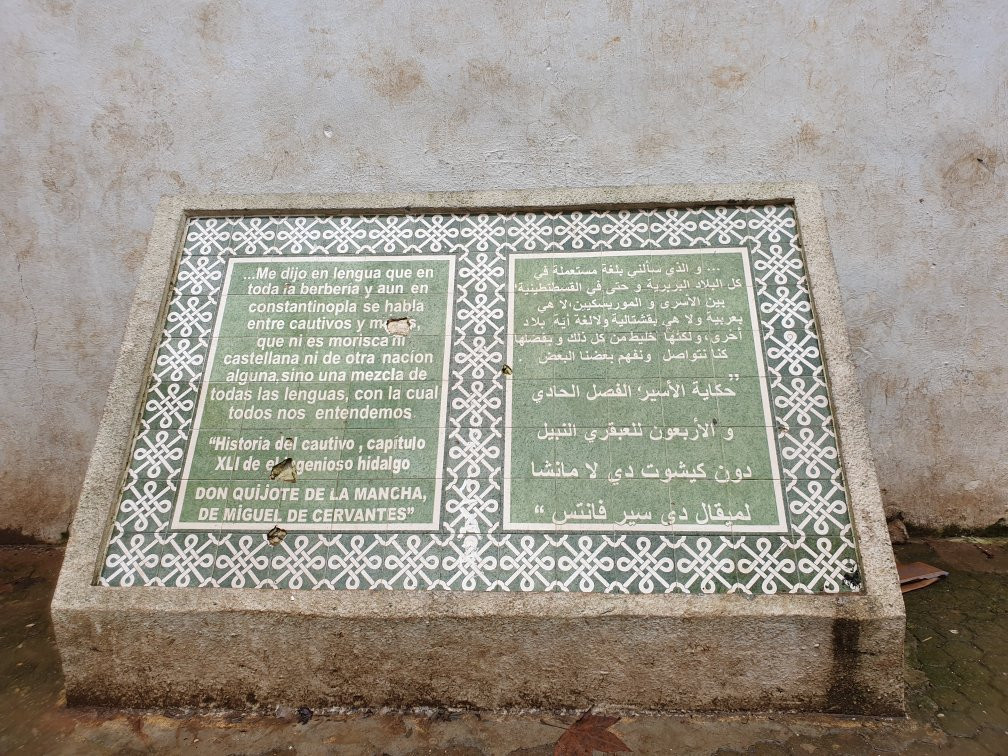 ...Me dijo en lengua que en
toda la berberia y aun en
constantinopla se habla
entre cautivos y
que ni es morisca ni
castellana ni de otra nacion
alguna,sino una mezcla de
todas las lenguas, con la cual
todos nos entendemos
"Historia del cautivo , capítulo
XLI de hidalgo
DON QUIJOTE DE LA MANCHA,
DE MIGUEL DE CERVANTES"
... و الذي سألني بلغة مستعملة في
كل البلاد البربرية و حتى في القسطنطينية،
بين الأسرى و الموريسكيين،لا هي
بعربية ولا هي بقشتالية ولالغة أية بلاد
أخرى، ولكنها خليط من كل ذلك و بفضلها
كنا نتواصل ونفهم بعضنا البعض .
"حكاية الأسير، الفصل الحادي
و الأربعون للعبقري النبيل
دون كيشوت دي لا مانشا
لميقال دي سير فانتس "